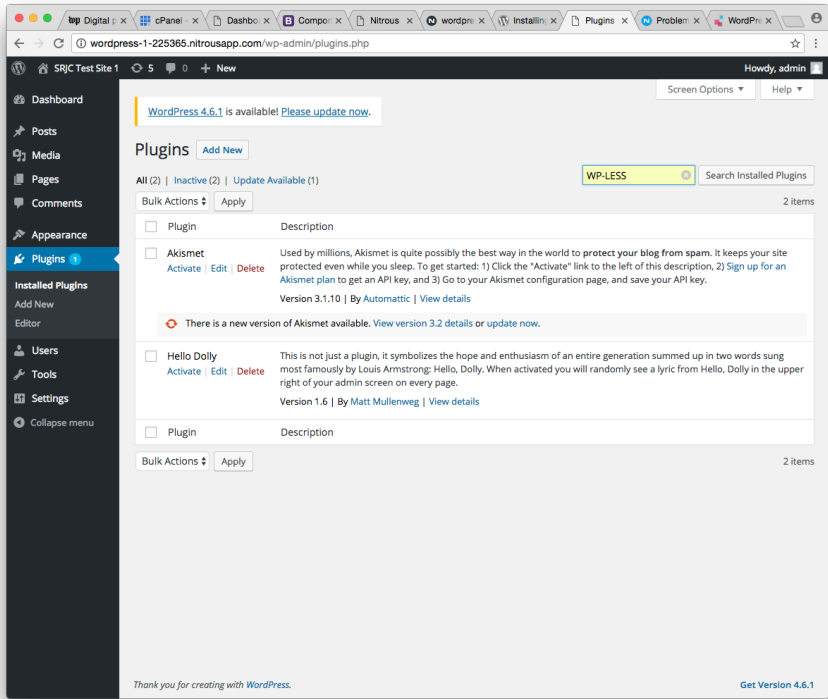 Digital p
cPanel -
Dashbo
B Compon
Nitrous
wordpre
Installing
Plugins
Problem
WordPre
wordpress-1-225365.nitrousapp.com/wp-admin/plugins.php
SRJC Test Site 1 5 0 + New Howdy, admin
Screen Options Help
WordPress 4.6.1 is available! Please update now.
Dashboard
Posts
Media
Pages
Comments
Appearance
Plugins 1
Installed Plugins
Add New
Editor
Users
Tools
Settings
Collapse menu
Plugins Add New
All (2) | Inactive (2) | Update Available (1)
WP-LESS Search Installed Plugins
Bulk Actions Apply 2 items
Plugin Description
Akismet
Activate | Edit | Delete
Used by millions, Akismet is quite possibly the best way in the world to protect your blog from spam. It keeps your site
protected even while you sleep. To get started: 1) Click the "Activate" link to the left of this description, 2) Sign up for an
Akismet plan to get an API key, and 3) Go to your Akismet configuration page, and save your API key.
Version 3.1.10 | By Automattic | View details
There is a new version of Akismet available. View version 3.2 details or update now.
Hello Dolly
Activate | Edit | Delete
This is not just a plugin, it symbolizes the hope and enthusiasm of an entire generation summed up in two words sung
most famously by Louis Armstrong: Hello, Dolly. When activated you will randomly see a lyric from Hello, Dolly in the upper
right of your admin screen on every page.
Version 1.6 | By Matt Mullenweg | View details
Plugin Description
Bulk Actions Apply 2 items
Thank you for creating with WordPress. Get Version 4.6.1